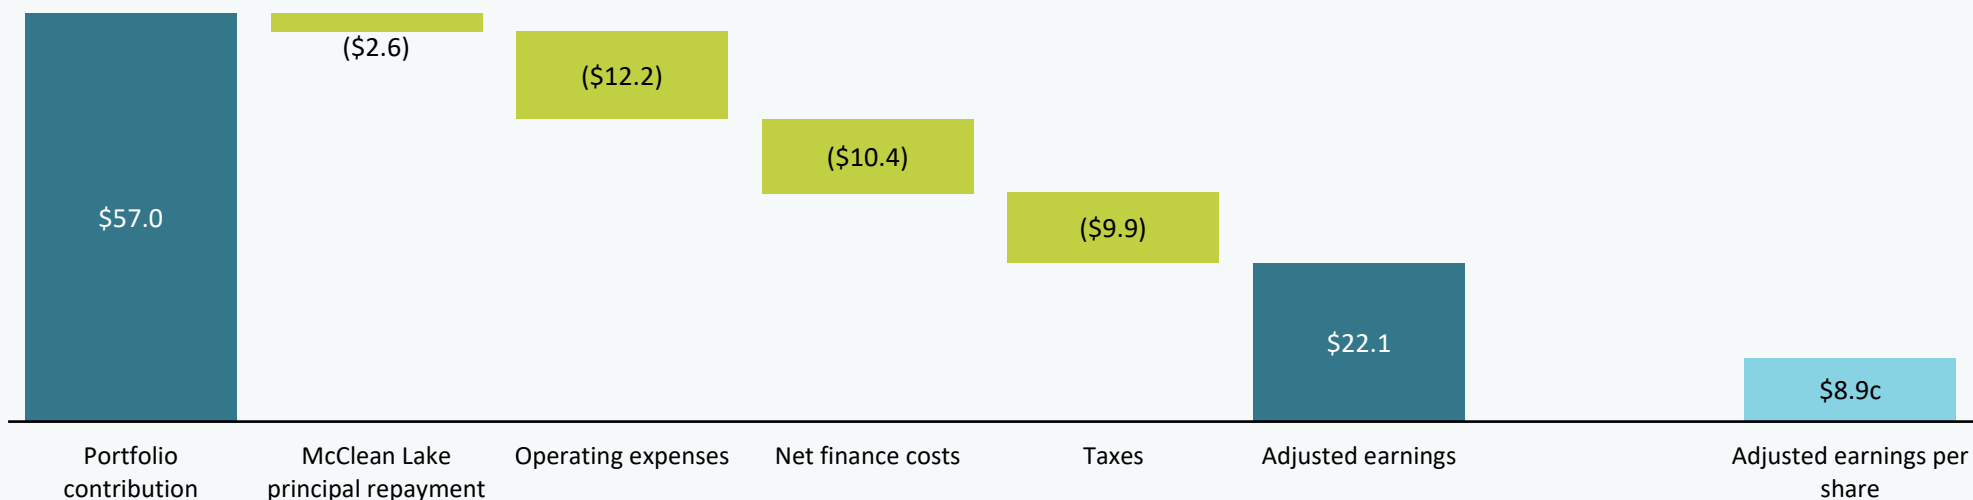 $57.0
($2.6)
($12.2)
($10.4)
($9.9)
$22.1
$8.9c
Portfolio
contribution
McClean Lake
principal repayment
Operating expenses
Net finance costs
Taxes
Adjusted earnings
Adjusted earnings per
share